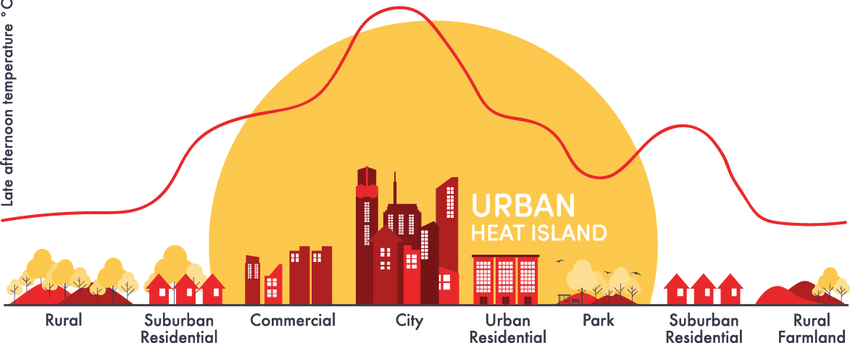 Late afternoon temperature °C
URBAN
HEAT ISLAND
Rural
Suburban
Residential
Commercial
City
Urban
Residential
Park
Suburban
Residential
Rural
Farmland